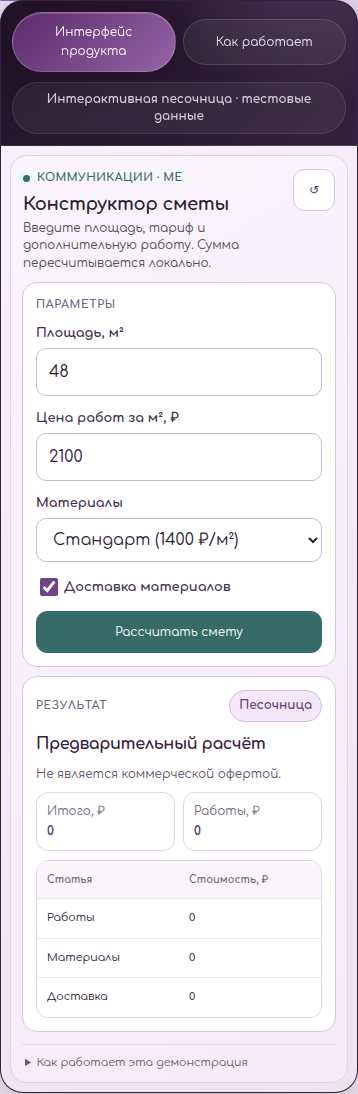 Интерфейс
продукта
Как работает
Интерактивная песочница · тестовые
данные
КОММУНИКАЦИИ · ME
↺
Конструктор сметы
Введите площадь, тариф и
дополнительную работу. Сумма
пересчитывается локально.
ПАРАМЕТРЫ
Площадь, м²
48
Цена работ за м², ₽
2100
Материалы
Стандарт (1400 ₽/м²)
Доставка материалов
Рассчитать смету
РЕЗУЛЬТАТ
Песочница
Предварительный расчёт
Не является коммерческой офертой.
Итого, ₽
0
Работы, ₽
0
Статья Стоимость, ₽
Работы 0
Материалы 0
Доставка 0
Как работает эта демонстрация